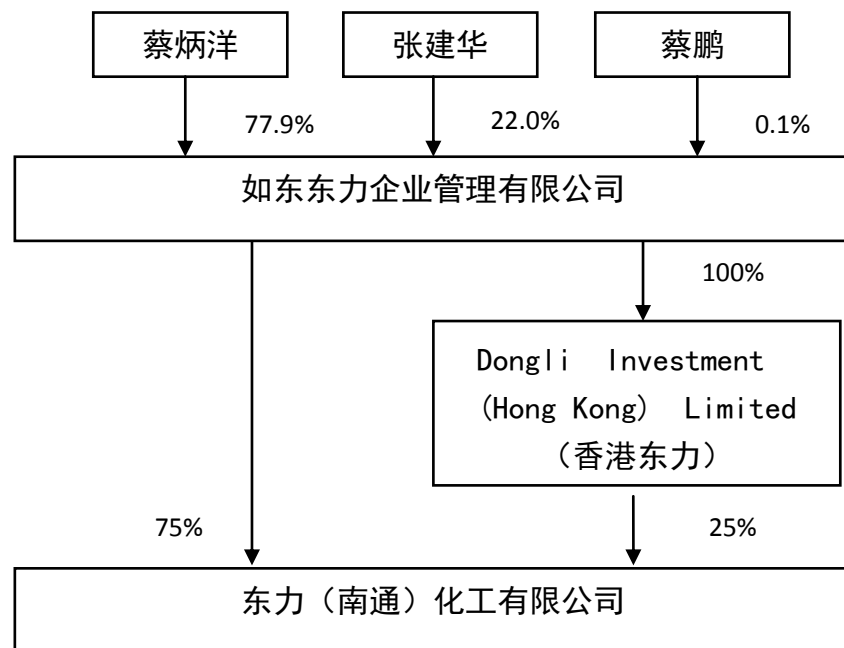 蔡炳洋
张建华
蔡鹏
77.9%
22.0%
0.1%
如东东力企业管理有限公司
100%
Dongli Investment
(Hong Kong) Limited
（香港东力）
75%
25%
东力（南通）化工有限公司